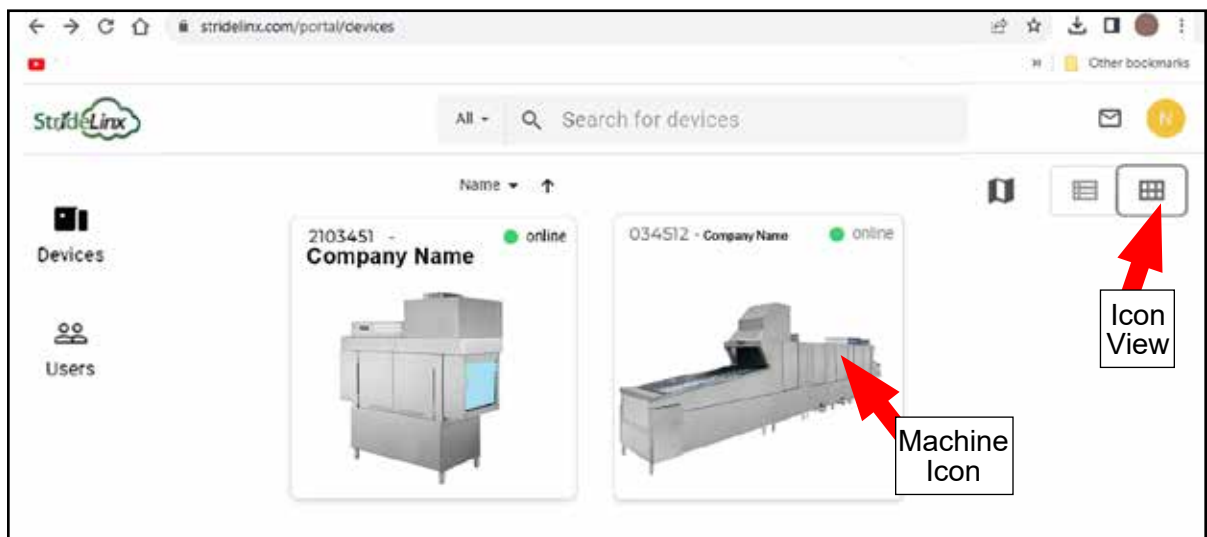 stridelinx.com/portal/devices
Other bookmarks
StrideLinx
All
Search for devices
N
Name
Devices
2103451 -
Company Name
online
034512 - Company Name
online
Users
Icon
View
Machine
Icon